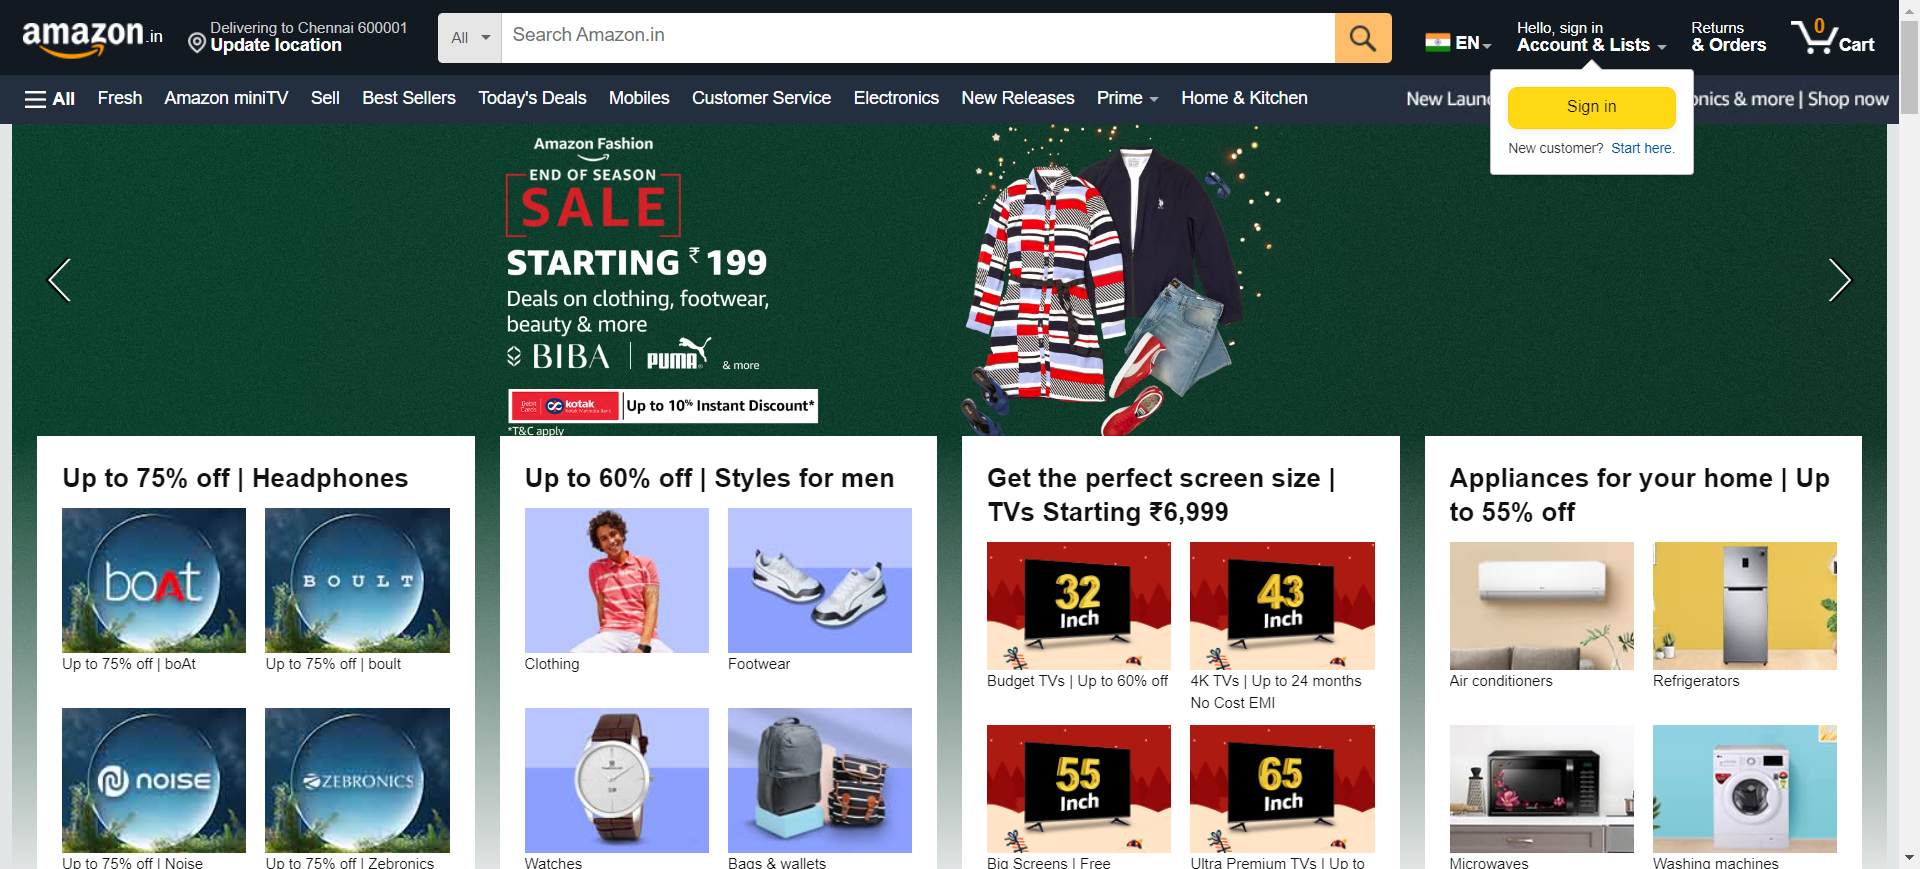 amazon.in
Delivering to Chennai 600001
Update location
All
Search Amazon.in
EN
Hello, sign in
Account & Lists
Returns
& Orders
0
Cart
All
Fresh
Amazon miniTV
Sell
Best Sellers
Today's Deals
Mobiles
Customer Service
Electronics
New Releases
Prime
Home & Kitchen
New Laun
onics & more | Shop now
Sign in
New customer? Start here.
Amazon Fashion
END OF SEASON
SALE
STARTING ₹199
Deals on clothing, footwear,
beauty & more
BIBA | PUMA & more
Debit Cards | kotak Kotak Mahindra Bank | Up to 10% Instant Discount*
*T&C apply
Up to 75% off | Headphones
boAt
BOULT
Up to 75% off | boAt
Up to 75% off | boult
NOISE
ZEBRONICS
Up to 75% off | Noise
Up to 75% off | Zebronics
Up to 60% off | Styles for men
Clothing
Footwear
Watches
Bags & wallets
Get the perfect screen size |
TVs Starting ₹6,999
32
Inch
43
Inch
Budget TVs | Up to 60% off
4K TVs | Up to 24 months
No Cost EMI
55
Inch
65
Inch
Big Screens | Free
Ultra Premium TVs | Up to
Appliances for your home | Up
to 55% off
Air conditioners
Refrigerators
Microwaves
Washing machines